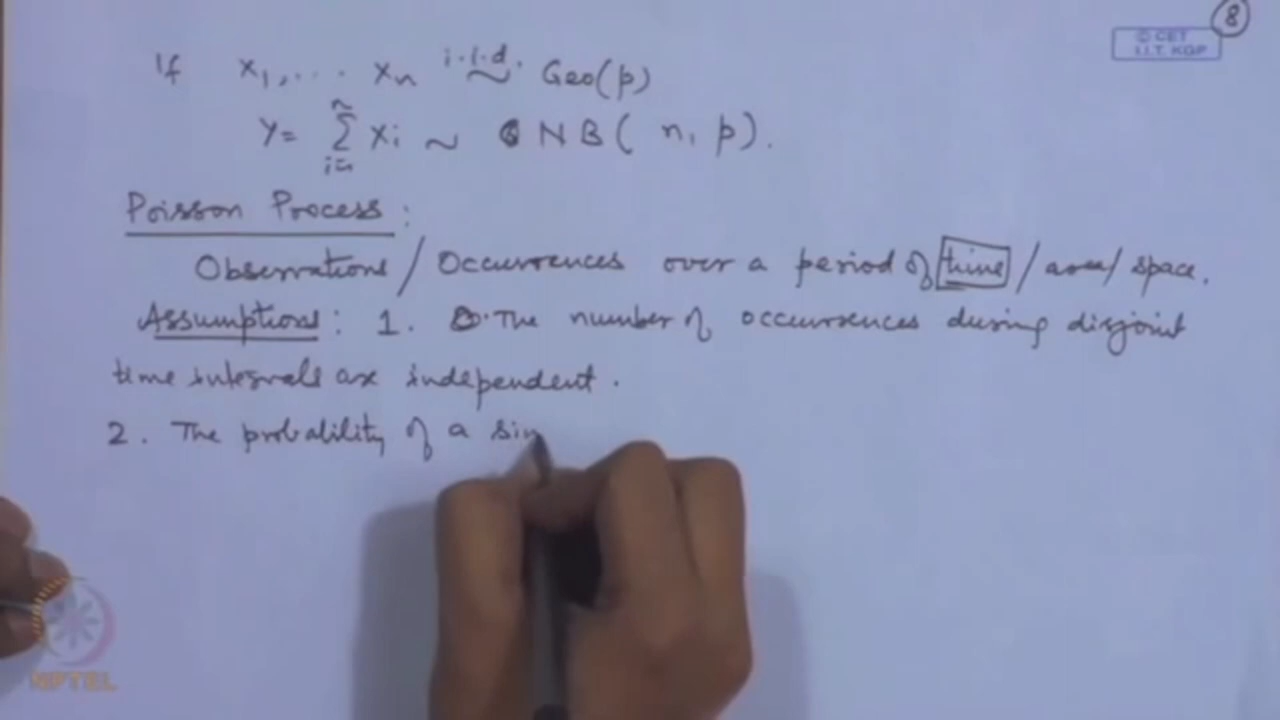 8
© CET
I.I.T. KGP
If X1, ... Xn i.i.d. ~ Geo(p)
Y = n Σ i= Xi ~ NB( n, p).
Poisson Process :
Observations / Occurrences over a period of time / area / space.
Assumptions : 1. The number of occurrences during disjoint
time intervals are independent.
2. The probability of a sin
NPTEL